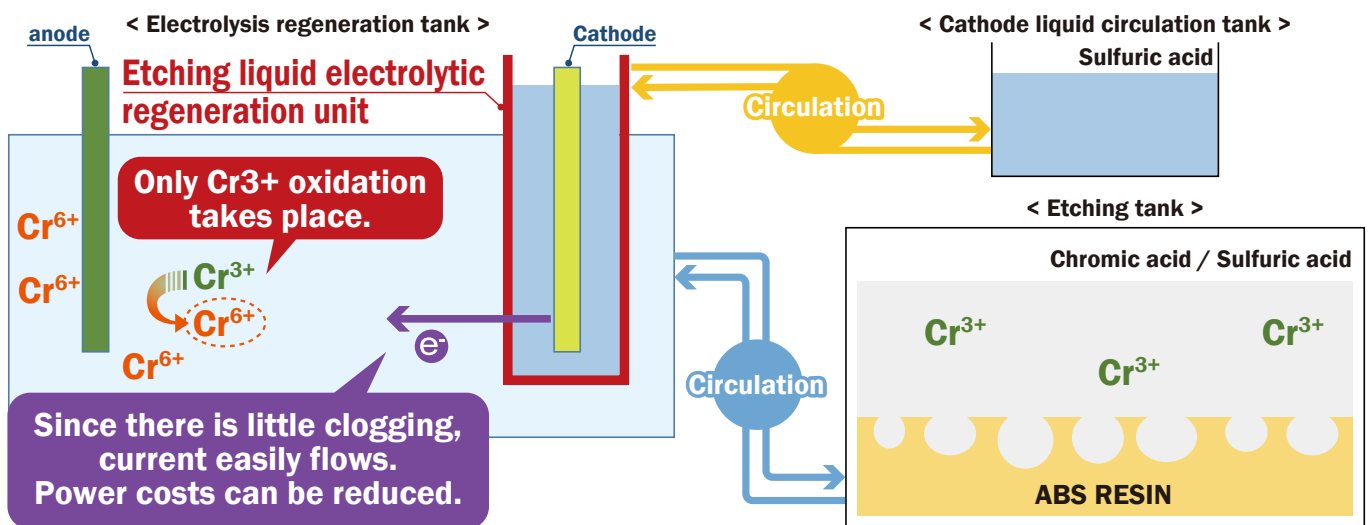 < Electrolysis regeneration tank >
anode
Cathode
Etching liquid electrolytic
regeneration unit
Only Cr3+ oxidation
takes place.
Cr⁶⁺
Cr⁶⁺
Cr³⁺
Cr⁶⁺
Cr⁶⁺
e⁻
Since there is little clogging,
current easily flows.
Power costs can be reduced.
Circulation
< Cathode liquid circulation tank >
Sulfuric acid
Circulation
< Etching tank >
Chromic acid / Sulfuric acid
Cr³⁺
Cr³⁺
Cr³⁺
ABS RESIN